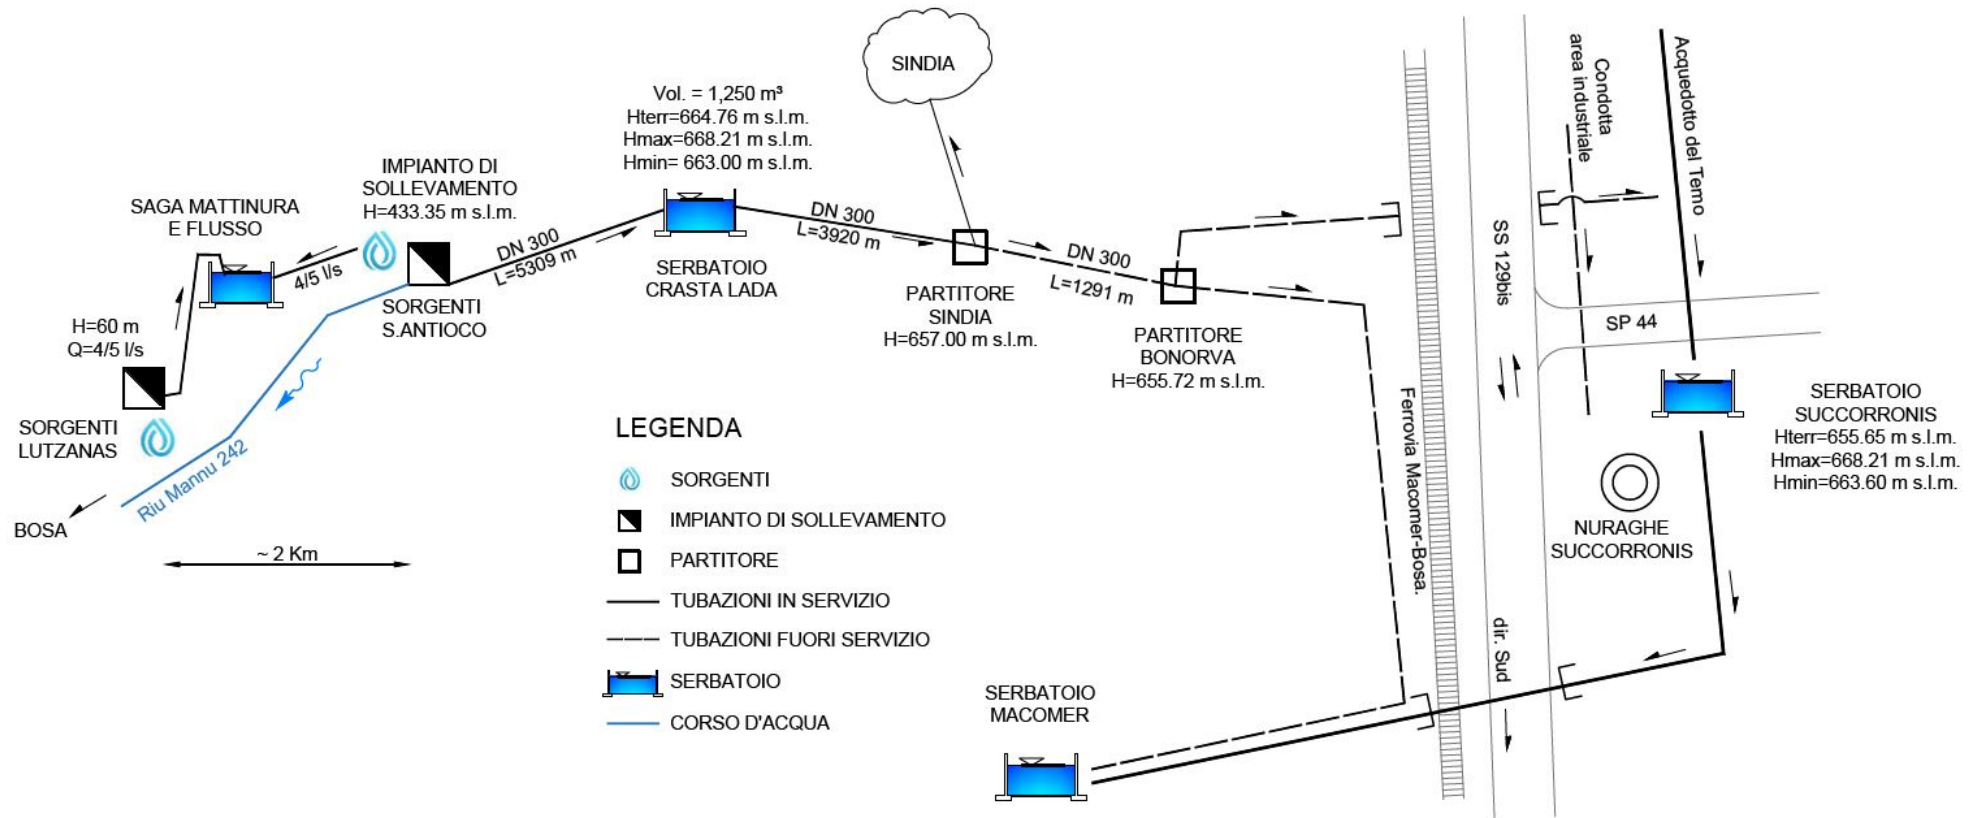 SINDIA
Vol. = 1,250 m³
Hterr=664.76 m s.l.m.
Hmax=668.21 m s.l.m.
Hmin= 663.00 m s.l.m.
IMPIANTO DI
SOLLEVAMENTO
H=433.35 m s.l.m.
SAGA MATTINURA
E FLUSSO
4/5 l/s
SORGENTI
S.ANTIOCO
DN 300
L=5309 m
SERBATOIO
CRASTA LADA
DN 300
L=3920 m
PARTITORE
SINDIA
H=657.00 m s.l.m.
DN 300
L=1291 m
PARTITORE
BONORVA
H=655.72 m s.l.m.
H=60 m
Q=4/5 l/s
SORGENTI
LUTZANAS
Riu Mannu 242
BOSA
~ 2 Km
LEGENDA
SORGENTI
IMPIANTO DI SOLLEVAMENTO
PARTITORE
TUBAZIONI IN SERVIZIO
TUBAZIONI FUORI SERVIZIO
SERBATOIO
CORSO D'ACQUA
SERBATOIO
MACOMER
Ferrovia Macomer-Bosa.
SS 129bis
dir. Sud
Condotta
area industriale
Acquedotto del Temo
SP 44
SERBATOIO
SUCCORRONIS
Hterr=655.65 m s.l.m.
Hmax=668.21 m s.l.m.
Hmin=663.60 m s.l.m.
NURAGHE
SUCCORRONIS